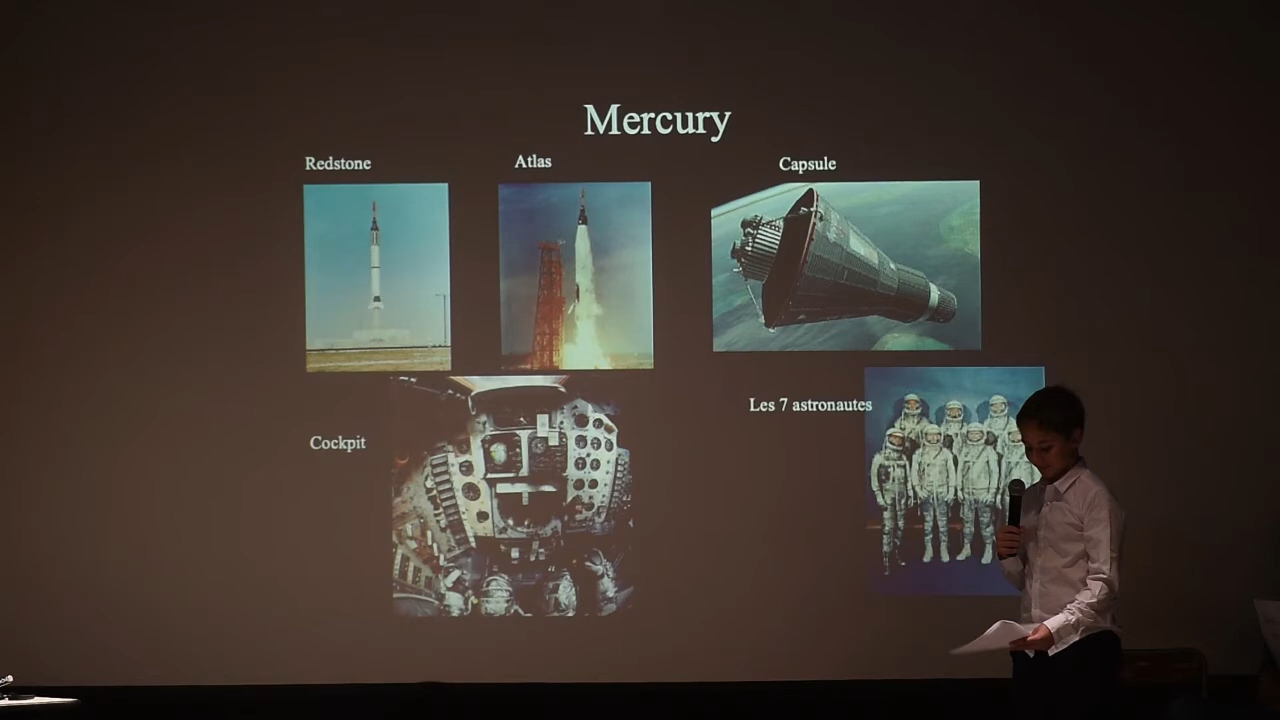 Mercury
Redstone
Atlas
Capsule
Cockpit
Les 7 astronautes